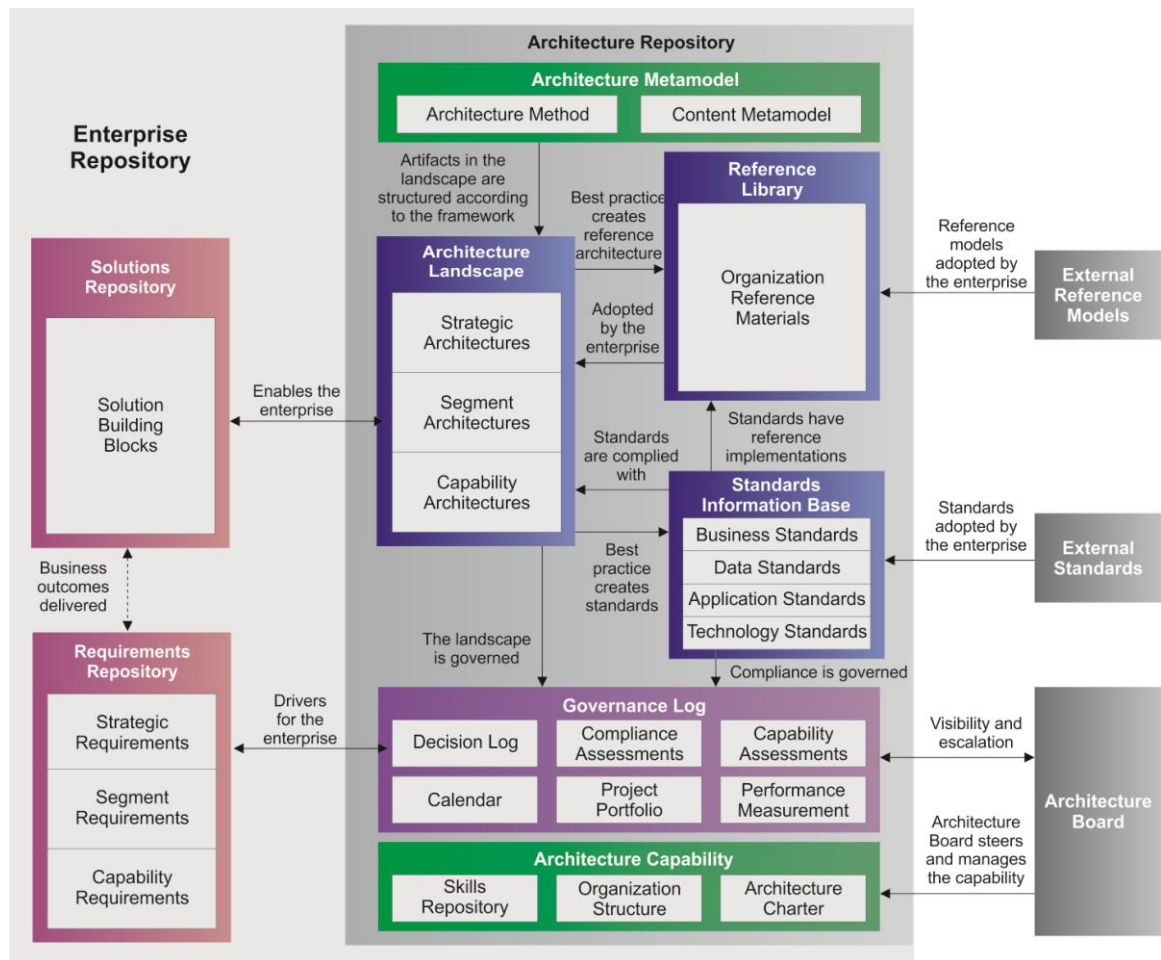 Architecture Repository
Architecture Metamodel
Architecture Method
Content Metamodel
Enterprise
Repository
Artifacts in the
landscape are
structured according
to the framework
Best practice
creates
reference
architecture
Reference
Library
Organization
Reference
Materials
Reference
models
adopted by
the enterprise
External
Reference
Models
Solutions
Repository
Solution
Building
Blocks
Enables the
enterprise
Architecture
Landscape
Strategic
Architectures
Segment
Architectures
Capability
Architectures
Adopted
by the
enterprise
Standards
are complied
with
Standards have
reference
implementations
Best
practice
creates
standards
Standards
Information Base
Business Standards
Data Standards
Application Standards
Technology Standards
Standards
adopted by
the enterprise
External
Standards
Business
outcomes
delivered
Requirements
Repository
Strategic
Requirements
Segment
Requirements
Capability
Requirements
Drivers
for the
enterprise
The landscape
is governed
Compliance is governed
Governance Log
Decision Log
Compliance
Assessments
Capability
Assessments
Calendar
Project
Portfolio
Performance
Measurement
Visibility and
escalation
Architecture
Board
Architecture
Board steers
and manages
the capability
Architecture Capability
Skills
Repository
Organization
Structure
Architecture
Charter